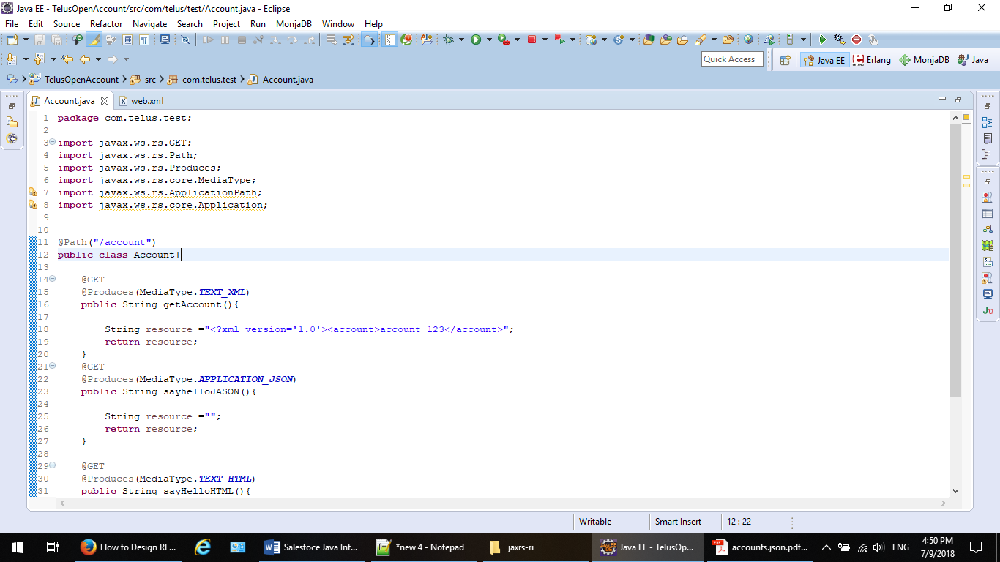 Java EE - TelusOpenAccount/src/com/telus/test/Account.java - Eclipse
File Edit Source Refactor Navigate Search Project Run MonjaDB Window Help
Quick Access Java EE Erlang MonjaDB Java
TelusOpenAccount src com.telus.test Account.java
Account.java web.xml
1 package com.telus.test;
2
3 import javax.ws.rs.GET;
4 import javax.ws.rs.Path;
5 import javax.ws.rs.Produces;
6 import javax.ws.rs.core.MediaType;
7 import javax.ws.rs.ApplicationPath;
8 import javax.ws.rs.core.Application;
9
10
11 @Path("/account")
12 public class Account{
13
14 @GET
15 @Produces(MediaType.TEXT_XML)
16 public String getAccount(){
17
18 String resource ="<?xml version='1.0'><account>account 123</account>";
19 return resource;
20 }
21 @GET
22 @Produces(MediaType.APPLICATION_JSON)
23 public String sayhelloJASON(){
24
25 String resource ="";
26 return resource;
27 }
28
29 @GET
30 @Produces(MediaType.TEXT_HTML)
31 public String sayHelloHTML(){
Writable Smart Insert 12 : 22
How to Design RE... Salesfoce Java Int... *new 4 - Notepad jaxrs-ri Java EE - TelusOp... accounts.json.pdf... ENG 4:50 PM
7/9/2018